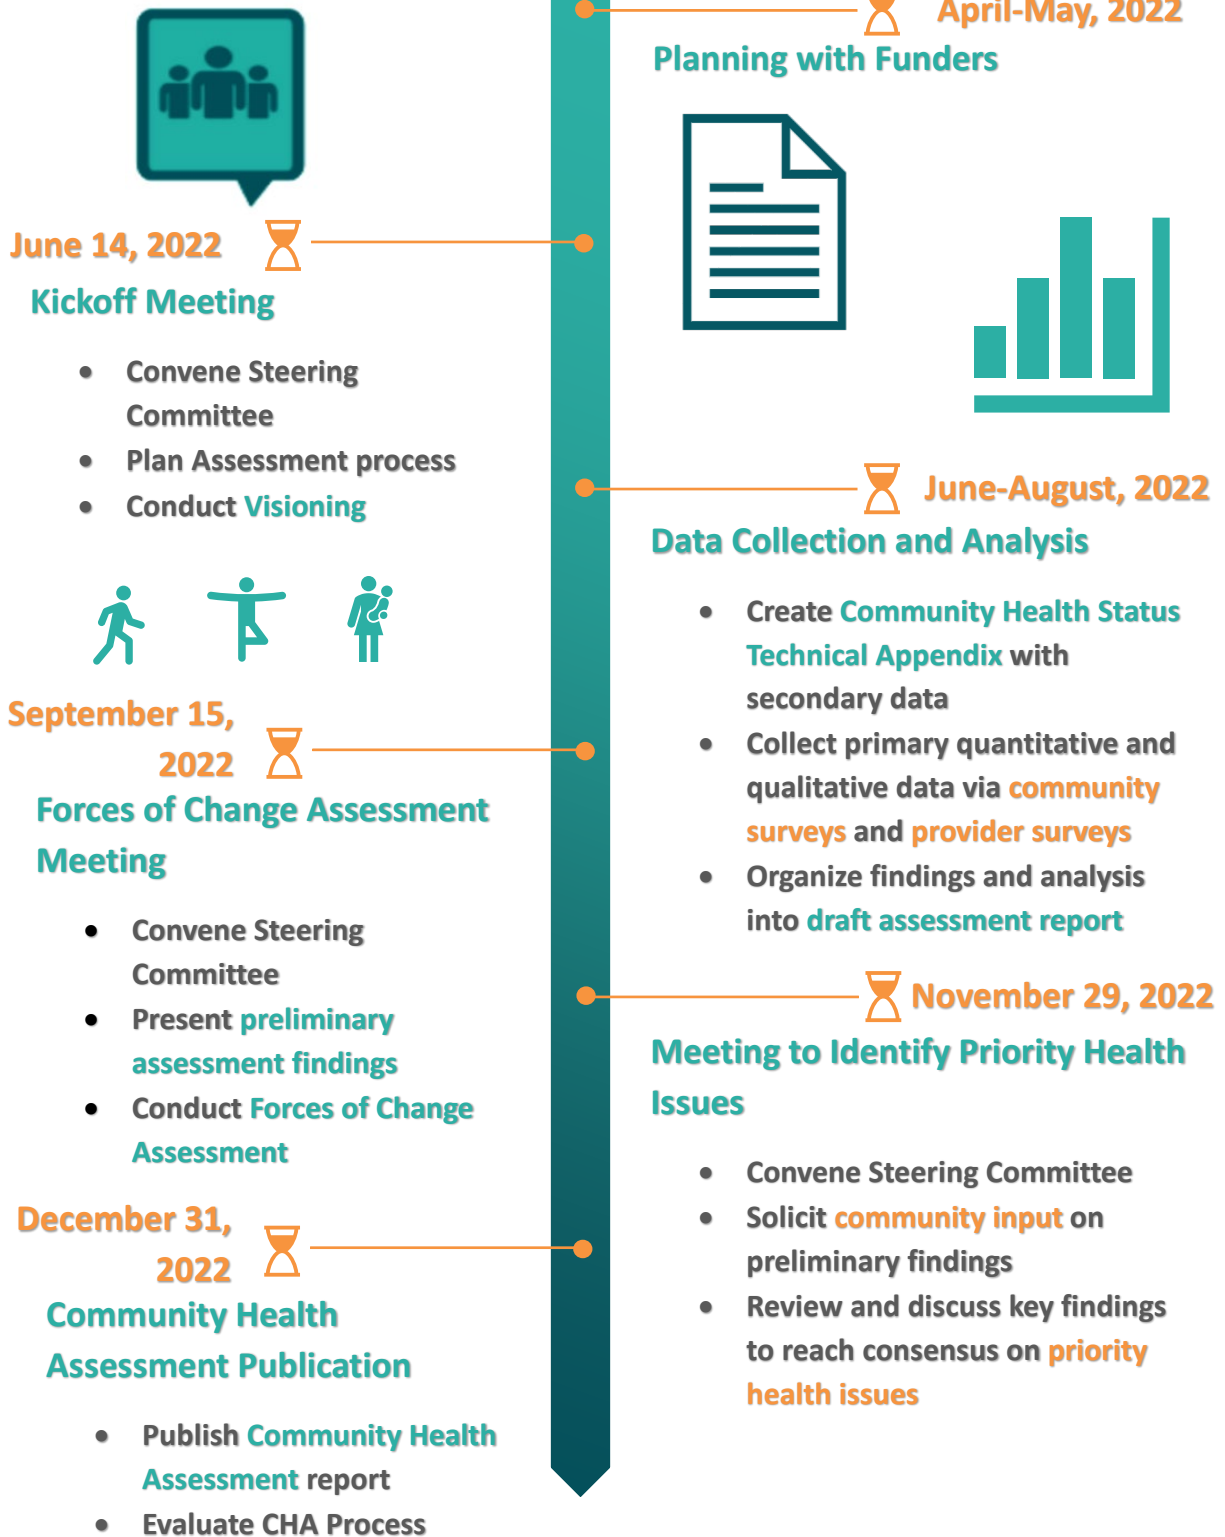 April-May, 2022
Planning with Funders
June 14, 2022
Kickoff Meeting
• Convene Steering
Committee
• Plan Assessment process
• Conduct Visioning
June-August, 2022
Data Collection and Analysis
• Create Community Health Status
Technical Appendix with
secondary data
• Collect primary quantitative and
qualitative data via community
surveys and provider surveys
• Organize findings and analysis
into draft assessment report
September 15,
2022
Forces of Change Assessment
Meeting
• Convene Steering
Committee
• Present preliminary
assessment findings
• Conduct Forces of Change
Assessment
November 29, 2022
Meeting to Identify Priority Health
Issues
• Convene Steering Committee
• Solicit community input on
preliminary findings
• Review and discuss key findings
to reach consensus on priority
health issues
December 31,
2022
Community Health
Assessment Publication
• Publish Community Health
Assessment report
• Evaluate CHA Process